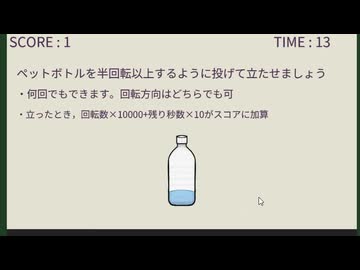 SCORE : 1
TIME : 13
ペットボトルを半回転以上するように投げて立たせましょう
・何回でもできます。回転方向はどちらでも可
・立ったとき，回転数×10000+残り秒数×10がスコアに加算